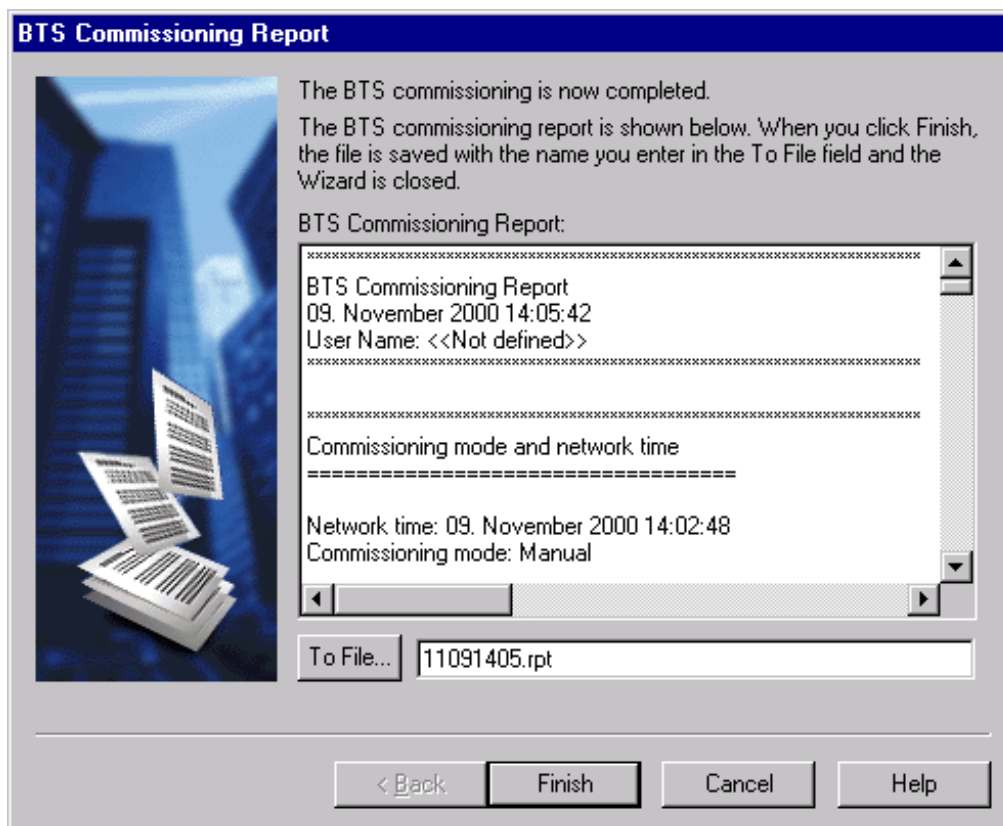 BTS Commissioning Report
The BTS commissioning is now completed.
The BTS commissioning report is shown below. When you click Finish,
the file is saved with the name you enter in the To File field and the
Wizard is closed.
BTS Commissioning Report:
****************************************************************************
BTS Commissioning Report
09. November 2000 14:05:42
User Name: <<Not defined>>
****************************************************************************
****************************************************************************
Commissioning mode and network time
===================================
Network time: 09. November 2000 14:02:48
Commissioning mode: Manual
To File...
11091405.rpt
< Back
Finish
Cancel
Help